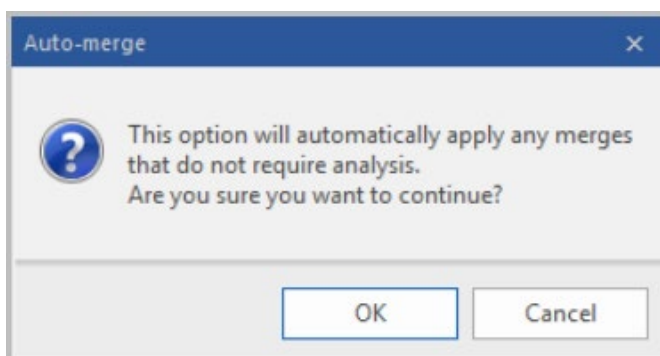 Auto-merge
This option will automatically apply any merges
that do not require analysis.
Are you sure you want to continue?
OK
Cancel